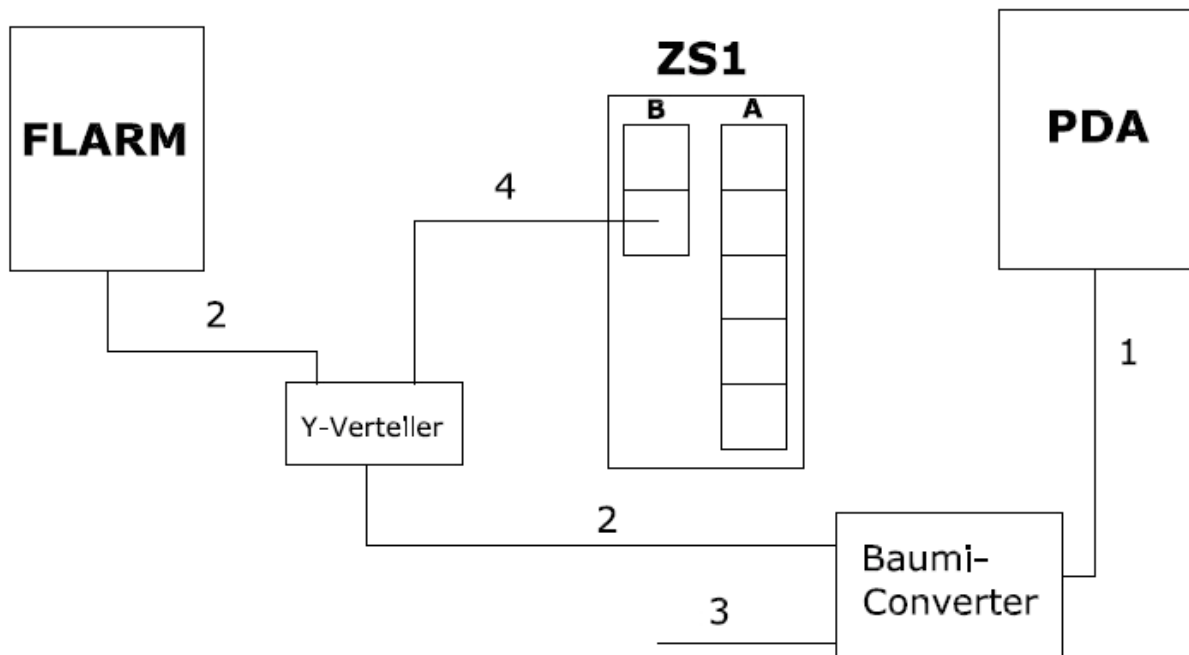 ZS1
FLARM
B
A
PDA
4
2
1
Y-Verteller
2
Baumi-
Converter
3